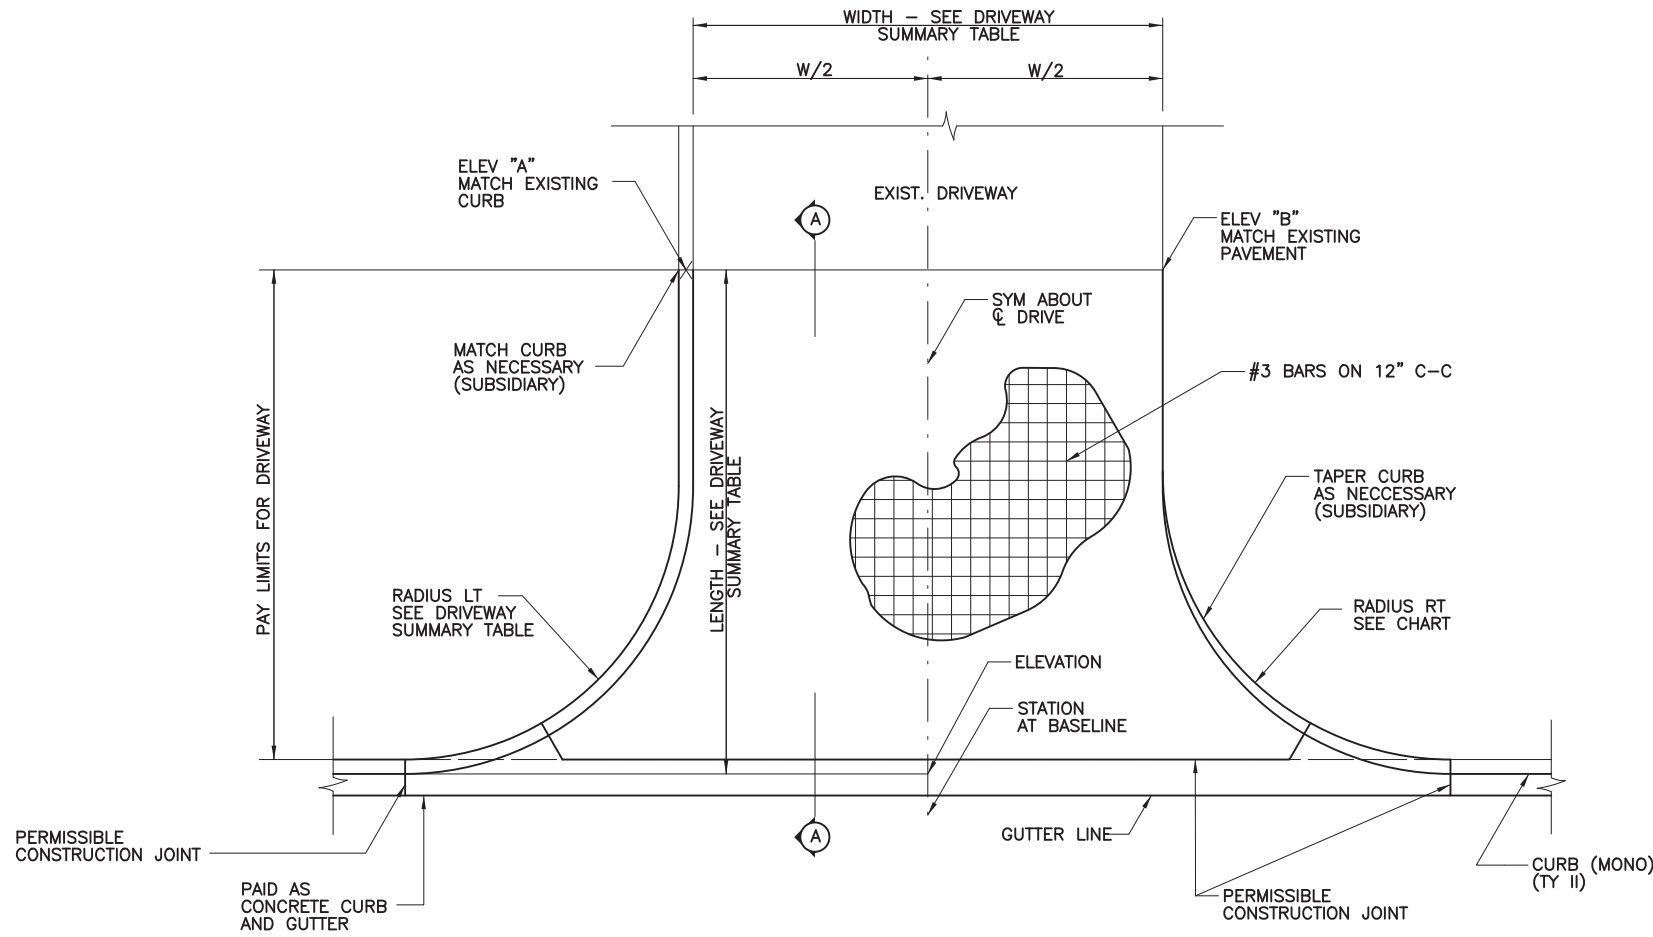 WIDTH – SEE DRIVEWAY
SUMMARY TABLE
W/2
W/2
ELEV "A"
MATCH EXISTING
CURB
EXIST. DRIVEWAY
A
ELEV "B"
MATCH EXISTING
PAVEMENT
SYM ABOUT
℄ DRIVE
MATCH CURB
AS NECESSARY
(SUBSIDIARY)
#3 BARS ON 12" C–C
PAY LIMITS FOR DRIVEWAY
LENGTH – SEE DRIVEWAY
SUMMARY TABLE
TAPER CURB
AS NECCESSARY
(SUBSIDIARY)
RADIUS LT
SEE DRIVEWAY
SUMMARY TABLE
RADIUS RT
SEE CHART
ELEVATION
STATION
AT BASELINE
PERMISSIBLE
CONSTRUCTION JOINT
A
GUTTER LINE
CURB (MONO)
(TY II)
PAID AS
CONCRETE CURB
AND GUTTER
PERMISSIBLE
CONSTRUCTION JOINT